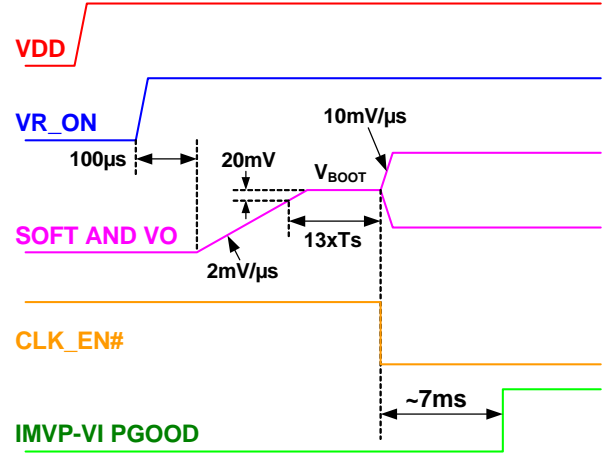 VDD
VR_ON
10mV/µs
100µs
20mV
VBOOT
SOFT AND VO
13xTs
2mV/µs
CLK_EN#
~7ms
IMVP-VI PGOOD